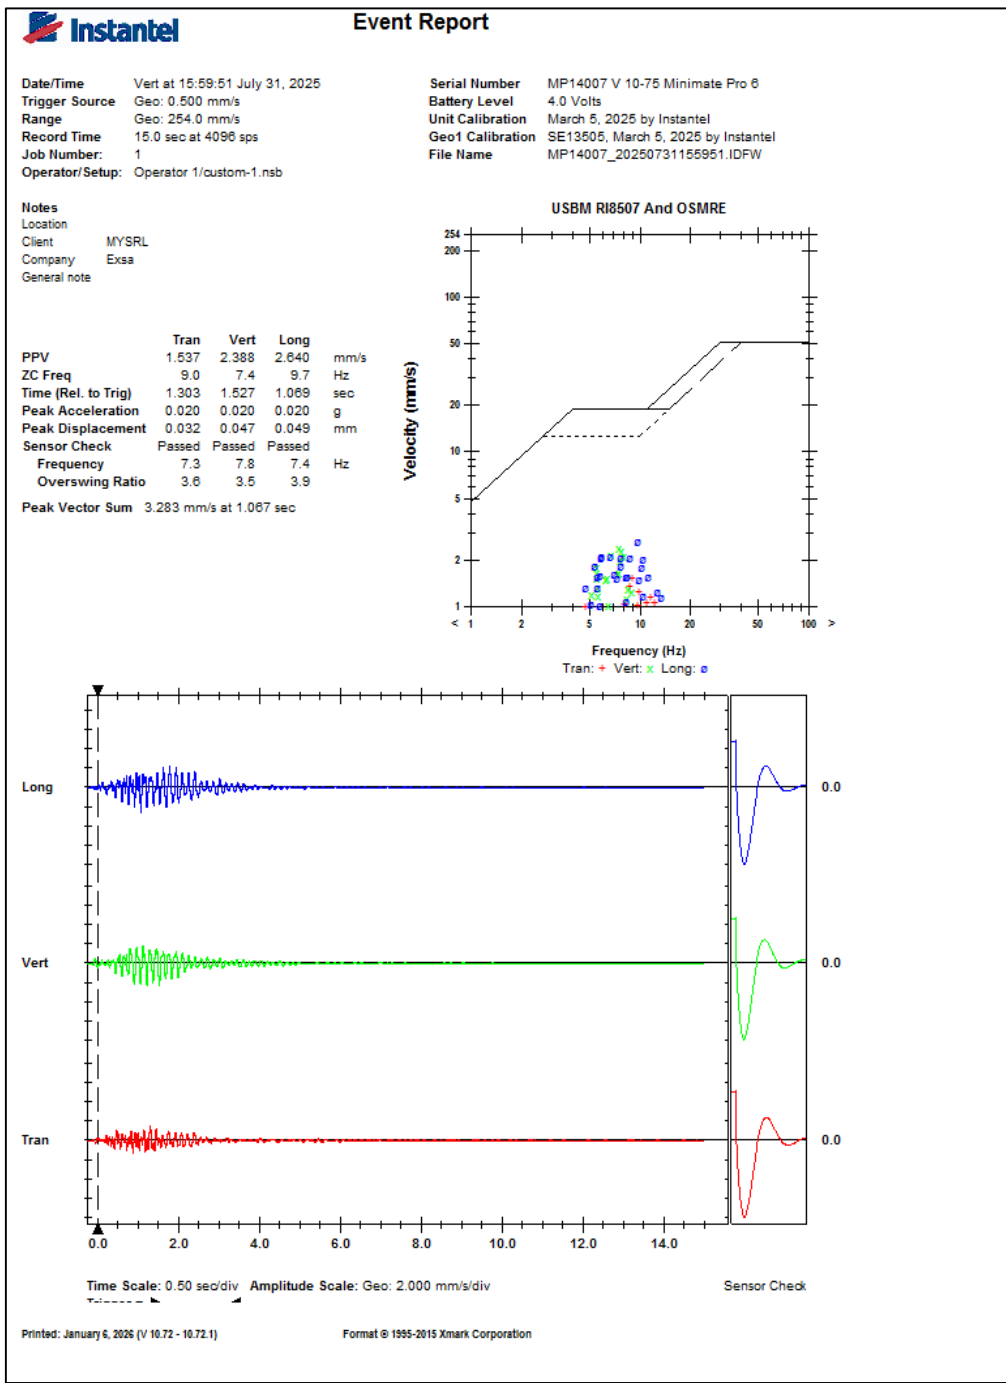 Instantel
Event Report
Date/Time Vert at 15:59:51 July 31, 2025
Trigger Source Geo: 0.500 mm/s
Range Geo: 254.0 mm/s
Record Time 15.0 sec at 4096 sps
Job Number: 1
Operator/Setup: Operator 1/custom-1.nsb
Serial Number MP14007 V 10-75 Minimate Pro 6
Battery Level 4.0 Volts
Unit Calibration March 5, 2025 by Instantel
Geo1 Calibration SE13505, March 5, 2025 by Instantel
File Name MP14007_20250731155951.IDFW
Notes
Location
Client MYSRL
Company Exsa
General note
Tran Vert Long
PPV 1.537 2.388 2.640 mm/s
ZC Freq 9.0 7.4 9.7 Hz
Time (Rel. to Trig) 1.303 1.527 1.069 sec
Peak Acceleration 0.020 0.020 0.020 g
Peak Displacement 0.032 0.047 0.049 mm
Sensor Check Passed Passed Passed
Frequency 7.3 7.8 7.4 Hz
Overswing Ratio 3.6 3.5 3.9
Peak Vector Sum 3.283 mm/s at 1.067 sec
USBM RI8507 And OSMRE
254
200
100
50
20
10
5
2
1
Velocity (mm/s)
< 1 2 5 10 20 50 100 >
Frequency (Hz)
Tran: + Vert: x Long: ø
Long 0.0
Vert 0.0
Tran 0.0
0.0 2.0 4.0 6.0 8.0 10.0 12.0 14.0
Time Scale: 0.50 sec/div Amplitude Scale: Geo: 2.000 mm/s/div
Sensor Check
Printed: January 6, 2026 (V 10.72 - 10.72.1)
Format © 1995-2015 Xmark Corporation